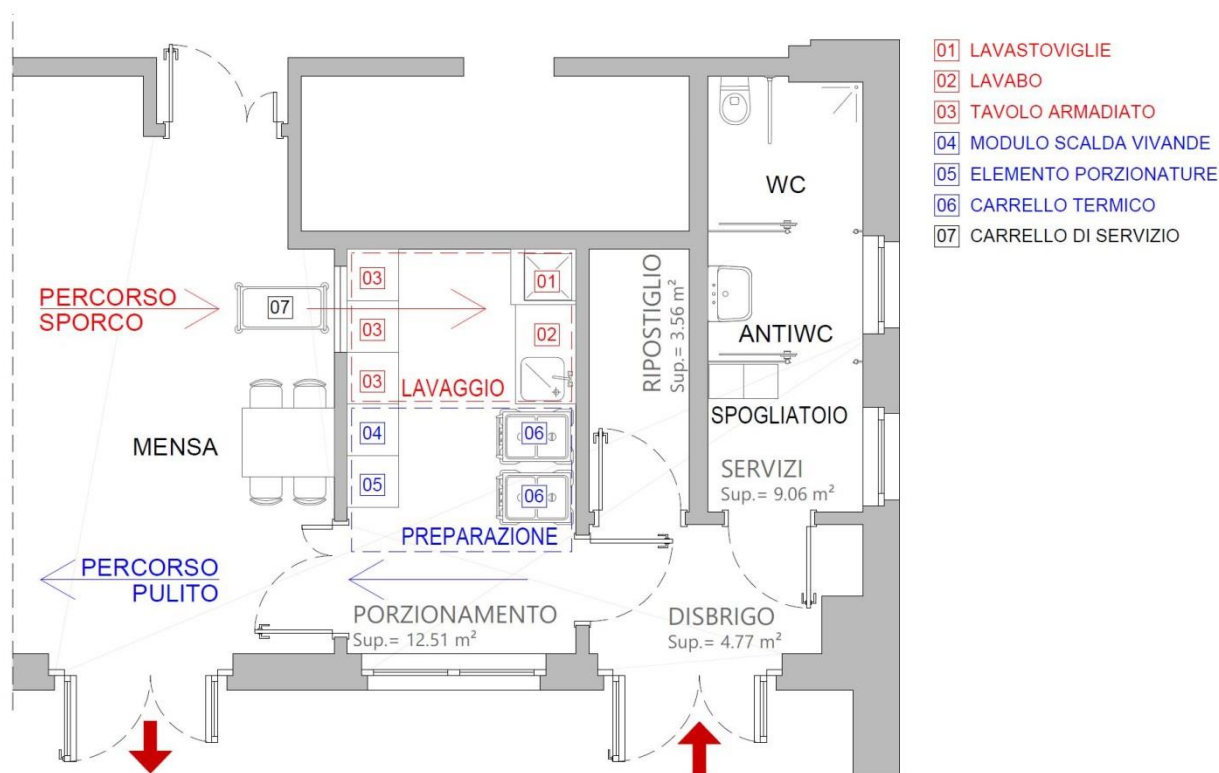 01 LAVASTOVIGLIE
02 LAVABO
03 TAVOLO ARMADIATO
04 MODULO SCALDA VIVANDE
05 ELEMENTO PORZIONATURE
06 CARRELLO TERMICO
07 CARRELLO DI SERVIZIO
WC
PERCORSO
SPORCO
07
03
03
03
01
02
LAVAGGIO
RIPOSTIGLIO
Sup.= 3.56 m²
ANTIWC
SPOGLIATOIO
MENSA
04
05
06
06
SERVIZI
Sup.= 9.06 m²
PREPARAZIONE
PERCORSO
PULITO
PORZIONAMENTO
Sup.= 12.51 m²
DISBRIGO
Sup.= 4.77 m²